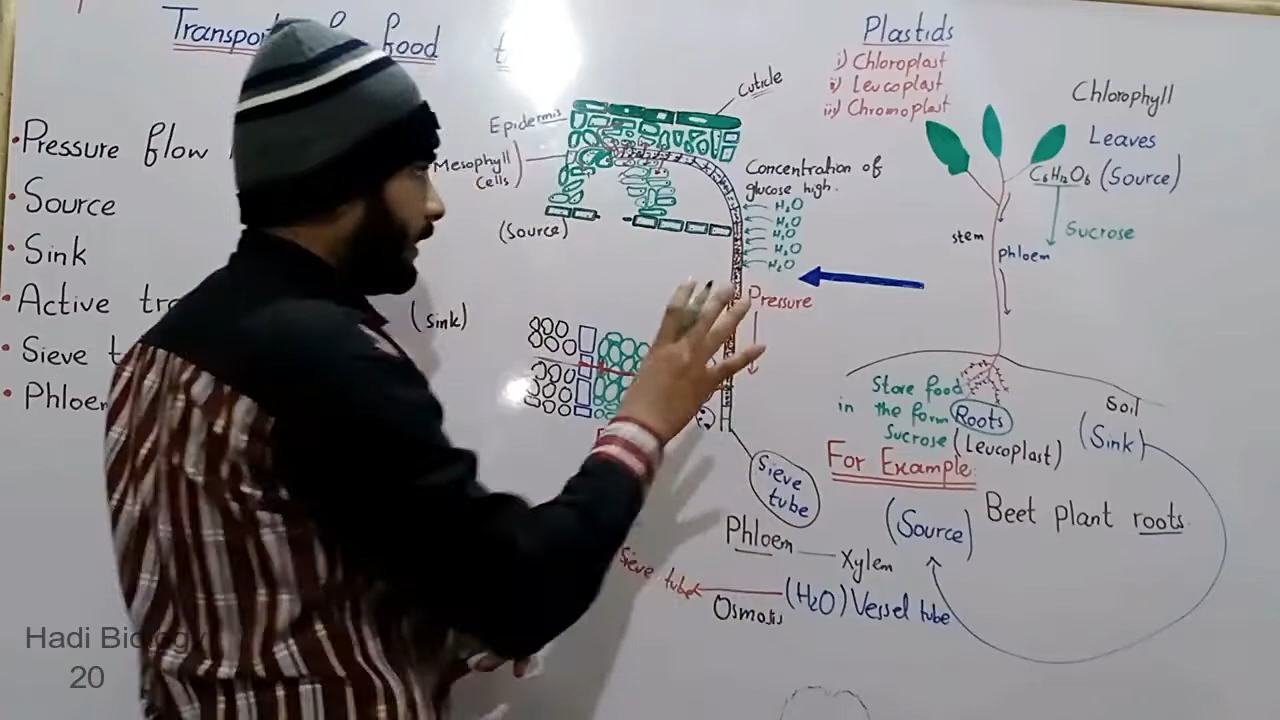 Transport food
• Pressure flow
• Source
• Sink
• Active
• Sieve
• Phloem
Epidermis
Cuticle
Mesophyll
Cells
(Source)
(Sink)
Concentration of
glucose high.
H₂O
H₂O
H₂O
H₂O
H₂O
Pressure
Sieve
tube
Phloem — Xylem
Sieve tube Osmosis (H₂O) Vessel tube
Plastids
i) Chloroplast
ii) Leucoplast
iii) Chromoplast
Chlorophyll
Leaves
C₆H₁₂O₆ (Source)
Sucrose
stem
phloem
Soil
(Sink)
Store food
in the form Roots
Sucrose (Leucoplast)
For Example
(Source) Beet plant roots.
Hadi Biology
20